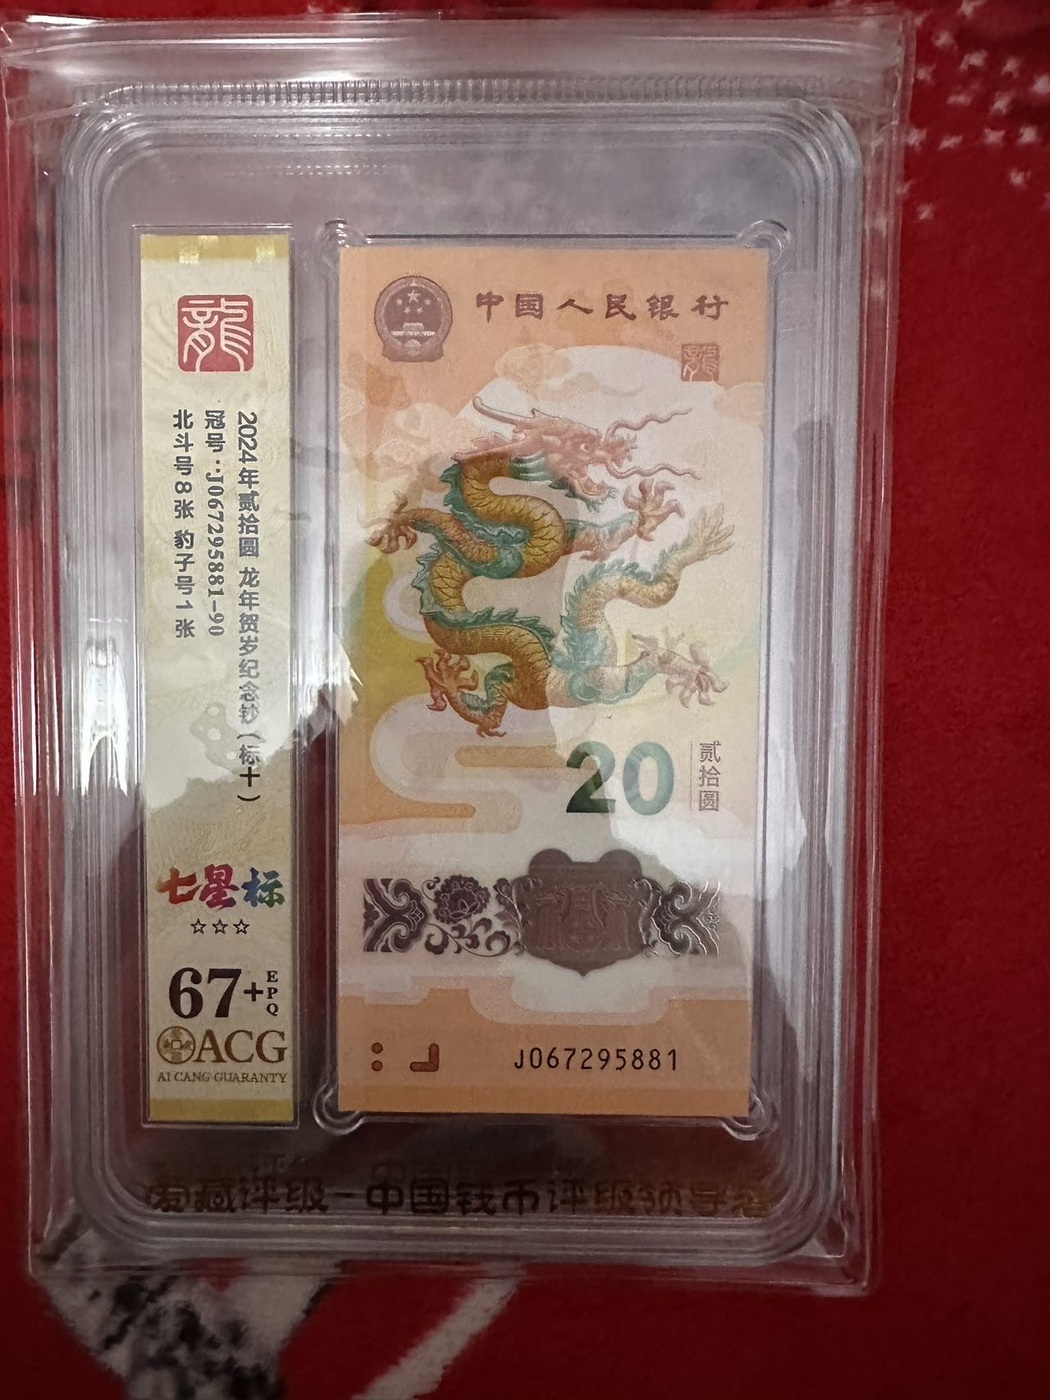 龍
2024年贰拾圆 龙年贺岁纪念钞(标十)
冠号:J067295881-90
北斗号8张 豹子号1张
七星标
☆☆☆
67+EPQ
ACG
AI CANG GUARANTY
中国人民银行
龍
20
贰拾圆
J067295881
爱藏评级-中国钱币评级领导者